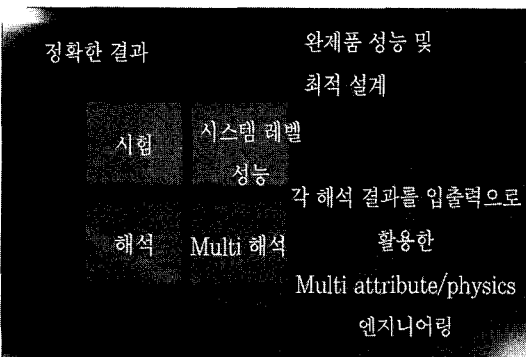 정확한 결과
완제품 성능 및
최적 설계
시험
시스템 레벨
성능
각 해석 결과를 입출력으로
활용한
Multi attribute/physics
엔지니어링
해석
Multi 해석